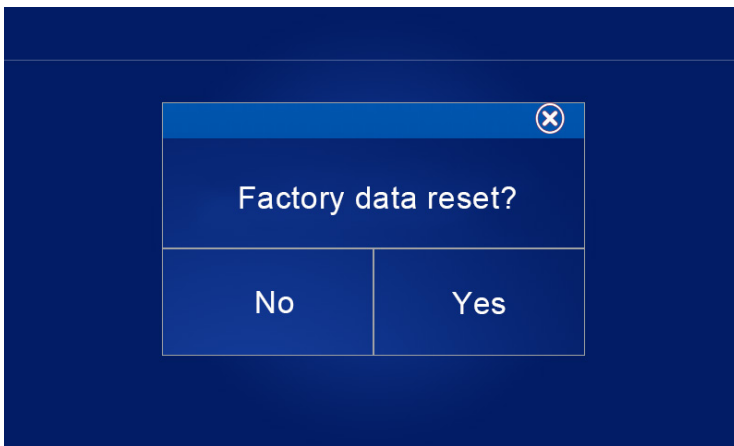 Factory data reset?
No
Yes